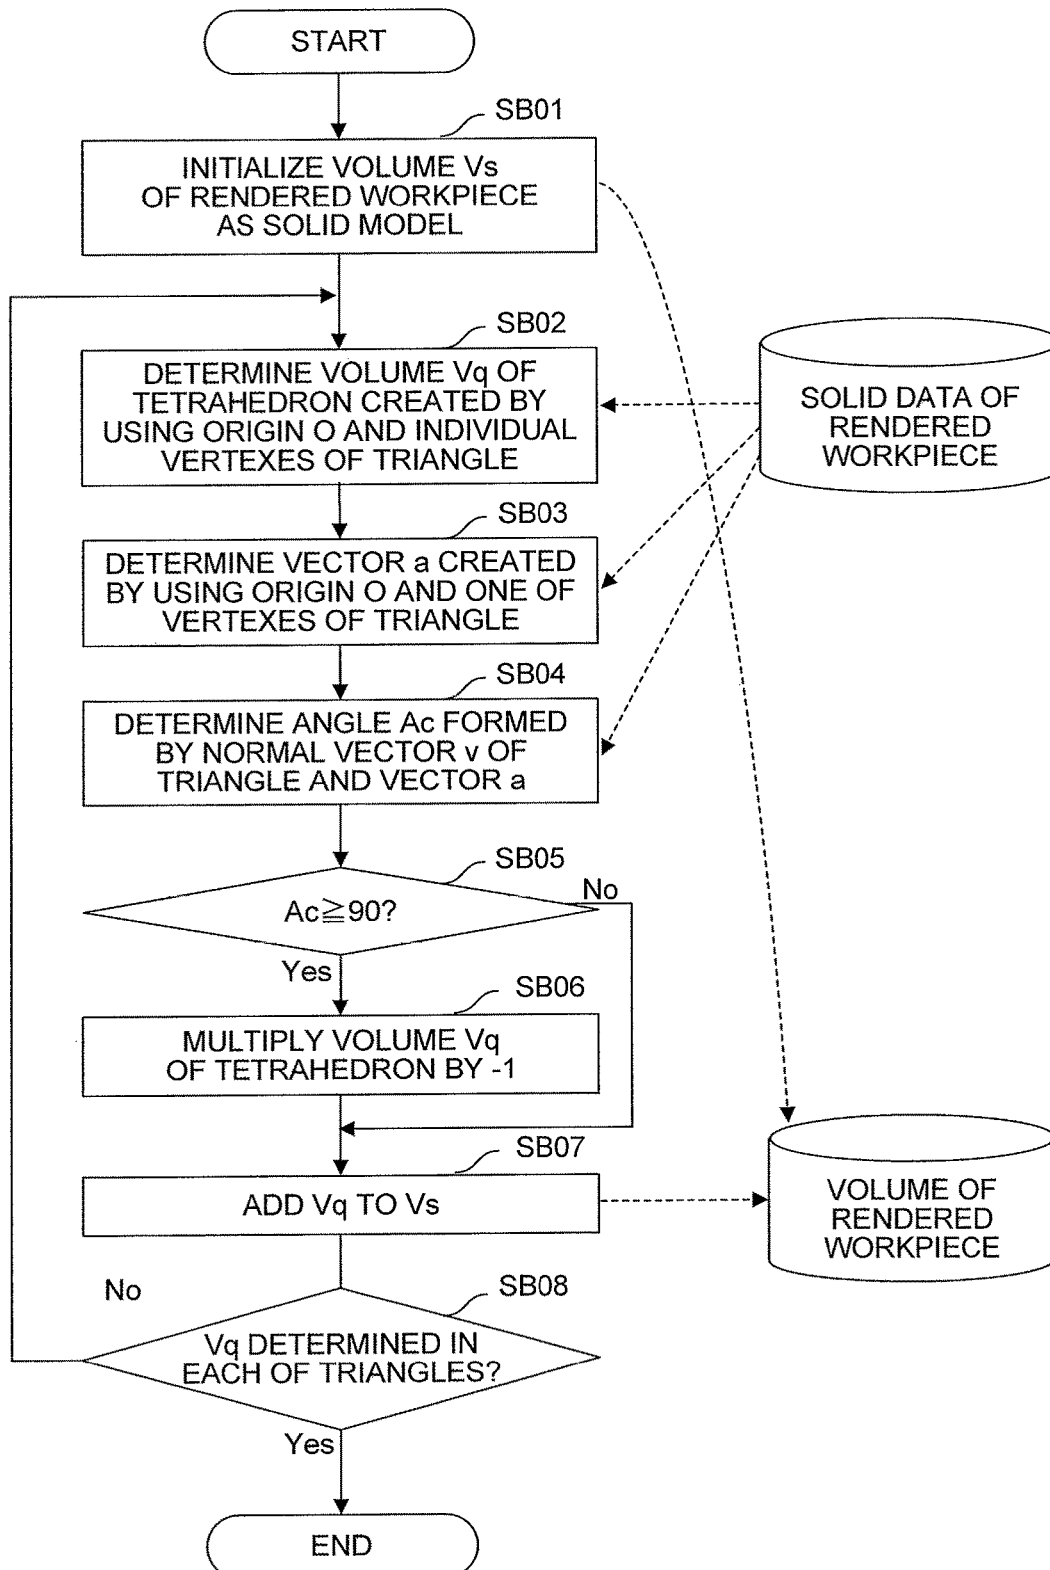 START
SB01
INITIALIZE VOLUME Vs
OF RENDERED WORKPIECE
AS SOLID MODEL
SB02
DETERMINE VOLUME Vq OF
TETRAHEDRON CREATED BY
USING ORIGIN O AND INDIVIDUAL
VERTEXES OF TRIANGLE
SOLID DATA OF
RENDERED
WORKPIECE
SB03
DETERMINE VECTOR a CREATED
BY USING ORIGIN O AND ONE OF
VERTEXES OF TRIANGLE
SB04
DETERMINE ANGLE Ac FORMED
BY NORMAL VECTOR v OF
TRIANGLE AND VECTOR a
SB05
Ac≧90?
No
Yes
SB06
MULTIPLY VOLUME Vq
OF TETRAHEDRON BY -1
SB07
ADD Vq TO Vs
VOLUME OF
RENDERED
WORKPIECE
No
SB08
Vq DETERMINED IN
EACH OF TRIANGLES?
Yes
END